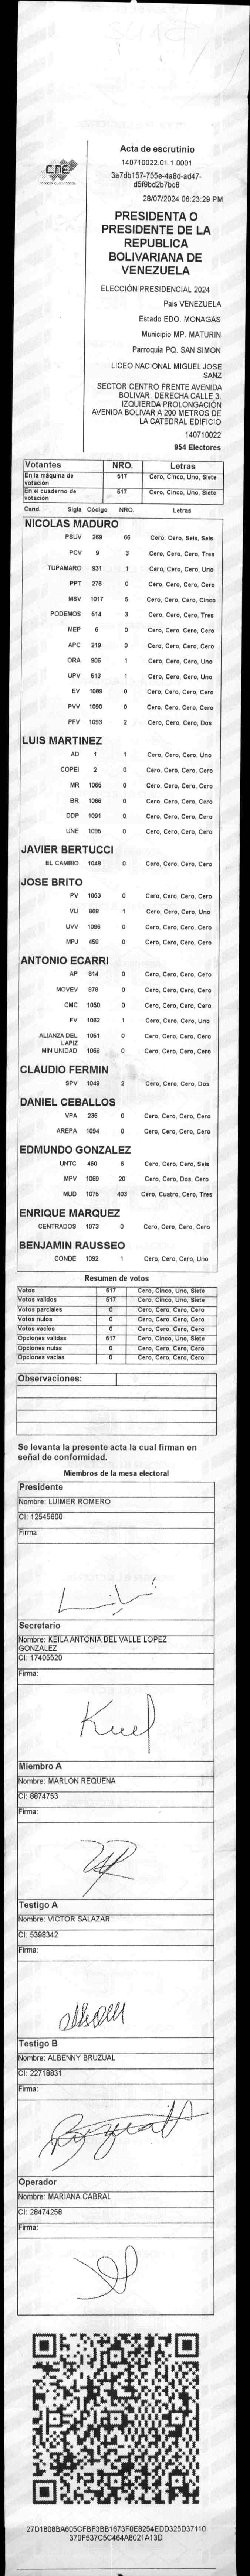 CNE
Acta de escrutinio
140710022.01.1.0001
3a7db157-755e-4a8d-ad47-
d5f9bd2b7bc8
28/07/2024 06:23:29 PM
PRESIDENTA O
PRESIDENTE DE LA
REPUBLICA
BOLIVARIANA DE
VENEZUELA
ELECCIÓN PRESIDENCIAL 2024
País VENEZUELA
Estado EDO. MONAGAS
Municipio MP. MATURIN
Parroquia PQ. SAN SIMON
LICEO NACIONAL MIGUEL JOSE
SANZ
SECTOR CENTRO FRENTE AVENIDA
BOLIVAR. DERECHA CALLE 3.
IZQUIERDA PROLONGACIÓN
AVENIDA BOLIVAR A 200 METROS DE
LA CATEDRAL EDIFICIO
140710022
954 Electores
Votantes NRO. Letras
En la máquina de
votación 517 Cero, Cinco, Uno, Siete
En el cuaderno de
votación 517 Cero, Cinco, Uno, Siete
Cand. Sigla Código NRO. Letras
NICOLAS MADURO
PSUV 269 66 Cero, Cero, Seis, Seis
PCV 9 3 Cero, Cero, Cero, Tres
TUPAMARO 931 1 Cero, Cero, Cero, Uno
PPT 276 0 Cero, Cero, Cero, Cero
MSV 1017 5 Cero, Cero, Cero, Cinco
PODEMOS 514 3 Cero, Cero, Cero, Tres
MEP 6 0 Cero, Cero, Cero, Cero
APC 219 0 Cero, Cero, Cero, Cero
ORA 906 1 Cero, Cero, Cero, Uno
UPV 613 1 Cero, Cero, Cero, Uno
EV 1089 0 Cero, Cero, Cero, Cero
PVV 1090 0 Cero, Cero, Cero, Cero
PFV 1093 2 Cero, Cero, Cero, Dos
LUIS MARTINEZ
AD 1 1 Cero, Cero, Cero, Uno
COPEI 2 0 Cero, Cero, Cero, Cero
MR 1065 0 Cero, Cero, Cero, Cero
BR 1066 0 Cero, Cero, Cero, Cero
DDP 1091 0 Cero, Cero, Cero, Cero
UNE 1095 0 Cero, Cero, Cero, Cero
JAVIER BERTUCCI
EL CAMBIO 1048 0 Cero, Cero, Cero, Cero
JOSE BRITO
PV 1053 0 Cero, Cero, Cero, Cero
VU 868 1 Cero, Cero, Cero, Uno
UVV 1096 0 Cero, Cero, Cero, Cero
MPJ 458 0 Cero, Cero, Cero, Cero
ANTONIO ECARRI
AP 814 0 Cero, Cero, Cero, Cero
MOVEV 878 0 Cero, Cero, Cero, Cero
CMC 1050 0 Cero, Cero, Cero, Cero
FV 1062 1 Cero, Cero, Cero, Uno
ALIANZA DEL
LAPIZ 1051 0 Cero, Cero, Cero, Cero
MIN UNIDAD 1068 0 Cero, Cero, Cero, Cero
CLAUDIO FERMIN
SPV 1049 2 Cero, Cero, Cero, Dos
DANIEL CEBALLOS
VPA 236 0 Cero, Cero, Cero, Cero
AREPA 1094 0 Cero, Cero, Cero, Cero
EDMUNDO GONZALEZ
UNTC 460 6 Cero, Cero, Cero, Seis
MPV 1069 20 Cero, Cero, Dos, Cero
MUD 1075 403 Cero, Cuatro, Cero, Tres
ENRIQUE MARQUEZ
CENTRADOS 1073 0 Cero, Cero, Cero, Cero
BENJAMIN RAUSSEO
CONDE 1092 1 Cero, Cero, Cero, Uno
Resumen de votos
Votos 517 Cero, Cinco, Uno, Siete
Votos validos 517 Cero, Cinco, Uno, Siete
Votos parciales 0 Cero, Cero, Cero, Cero
Votos nulos 0 Cero, Cero, Cero, Cero
Votos vacios 0 Cero, Cero, Cero, Cero
Opciones validas 517 Cero, Cinco, Uno, Siete
Opciones nulas 0 Cero, Cero, Cero, Cero
Opciones vacias 0 Cero, Cero, Cero, Cero
Observaciones:
Se levanta la presente acta la cual firman en
señal de conformidad.
Miembros de la mesa electoral
Presidente
Nombre: LUIMER ROMERO
CI: 12545600
Firma:
Secretario
Nombre: KEILA ANTONIA DEL VALLE LOPEZ
GONZALEZ
CI: 17405520
Firma:
Miembro A
Nombre: MARLON REQUENA
CI: 8874753
Firma:
Testigo A
Nombre: VICTOR SALAZAR
CI: 5398342
Firma:
Testigo B
Nombre: ALBENNY BRUZUAL
CI: 22718831
Firma:
Operador
Nombre: MARIANA CABRAL
CI: 28474258
Firma:
27D1808BA605CFBF3BB1673F0E8254EDD325D37110
370F537C5C464A8021A13D